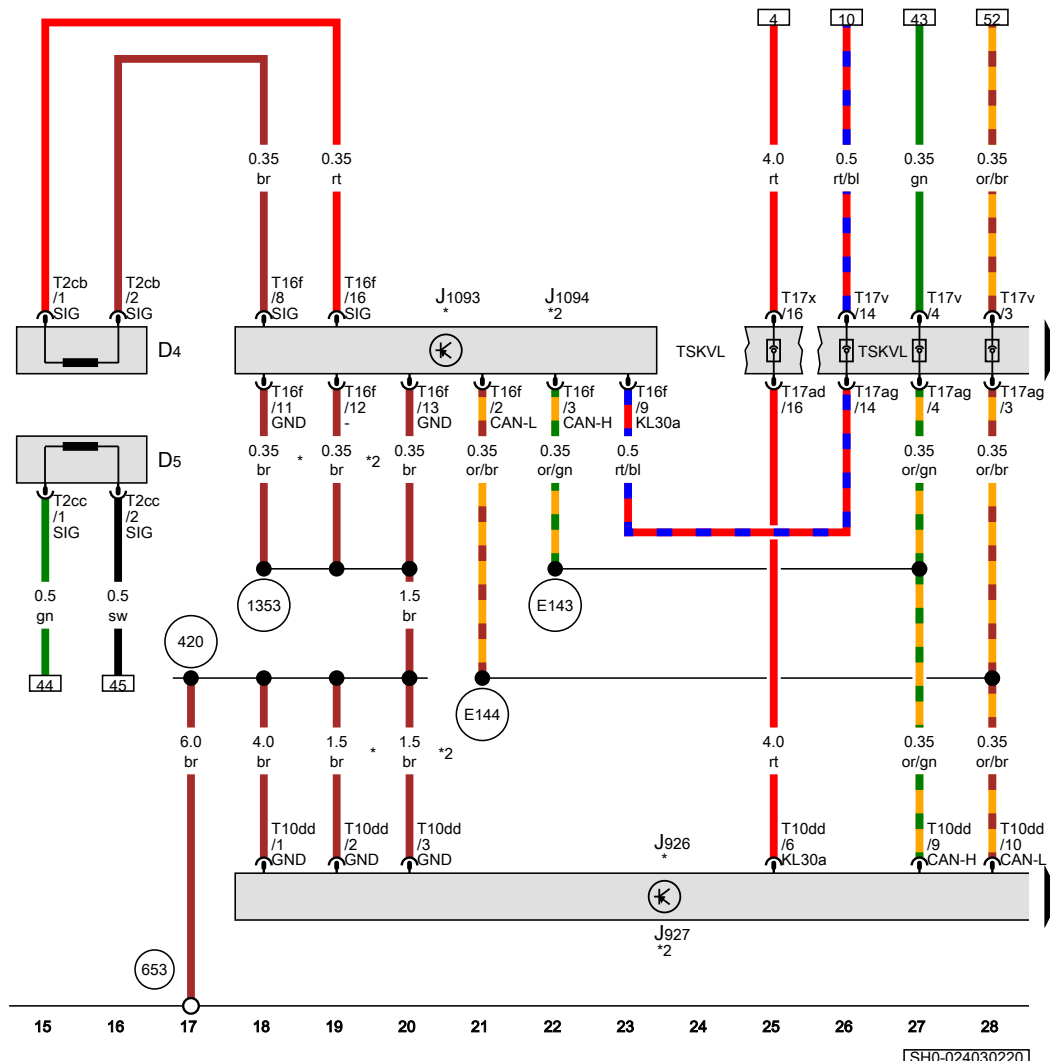 4 10 43 52
0.35 0.35 4.0 0.5 0.35 0.35
br rt rt rt/bl gn or/br
T2cb T2cb T16f T16f J1093 J1094 T17x T17v T17v T17v
/1 /2 /8 /16 * *2 /16 /14 /4 /3
SIG SIG SIG SIG
D4 TSKVL TSKVL
T16f T16f T16f T16f T16f T16f T17ad T17ag T17ag T17ag
/11 /12 /13 /2 /3 /9 /16 /14 /4 /3
GND - GND CAN-L CAN-H KL30a
D5
0.35 * 0.35 *2 0.35 0.35 0.35 0.5 0.35 0.35
br br br or/br or/gn rt/bl or/gn or/br
T2cc T2cc
/1 /2
SIG SIG
0.5 0.5 1353 1.5 E143
gn sw br
420
44 45
E144
6.0 4.0 1.5 * 1.5 *2 4.0 0.35 0.35
br br br br rt or/gn or/br
T10dd T10dd T10dd J926 T10dd T10dd T10dd
/1 /2 /3 * /6 /9 /10
GND GND GND KL30a CAN-H CAN-L
J927
*2
653
15 16 17 18 19 20 21 22 23 24 25 26 27 28
SH0-024030220